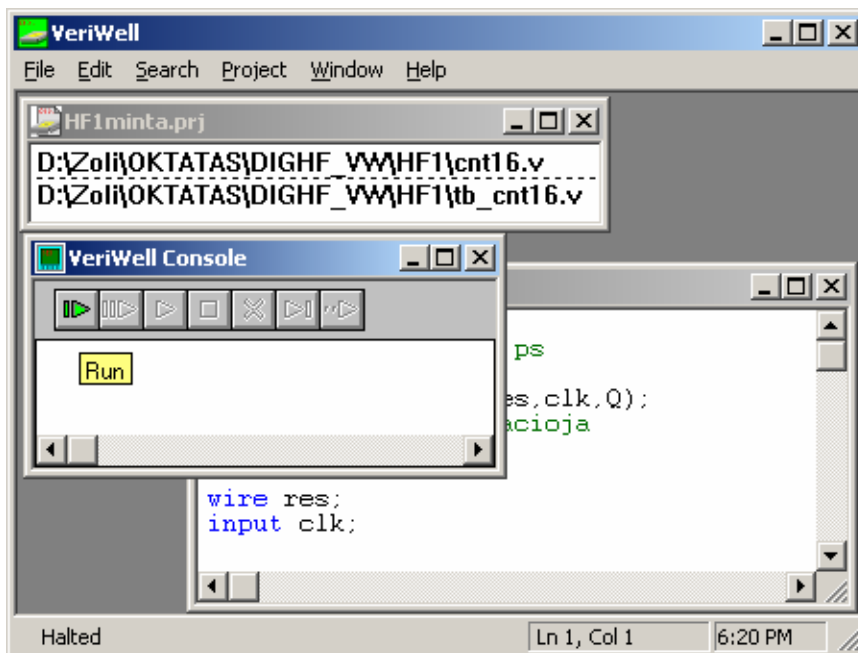 VeriWell
File Edit Search Project Window Help
HF1minta.prj
D:\Zoli\OKTATAS\DIGHF_VW\HF1\cnt16.v
D:\Zoli\OKTATAS\DIGHF_VW\HF1\tb_cnt16.v
VeriWell Console
Run
ps
es,clk,Q);
acioja
wire res;
input clk;
Halted Ln 1, Col 1 6:20 PM